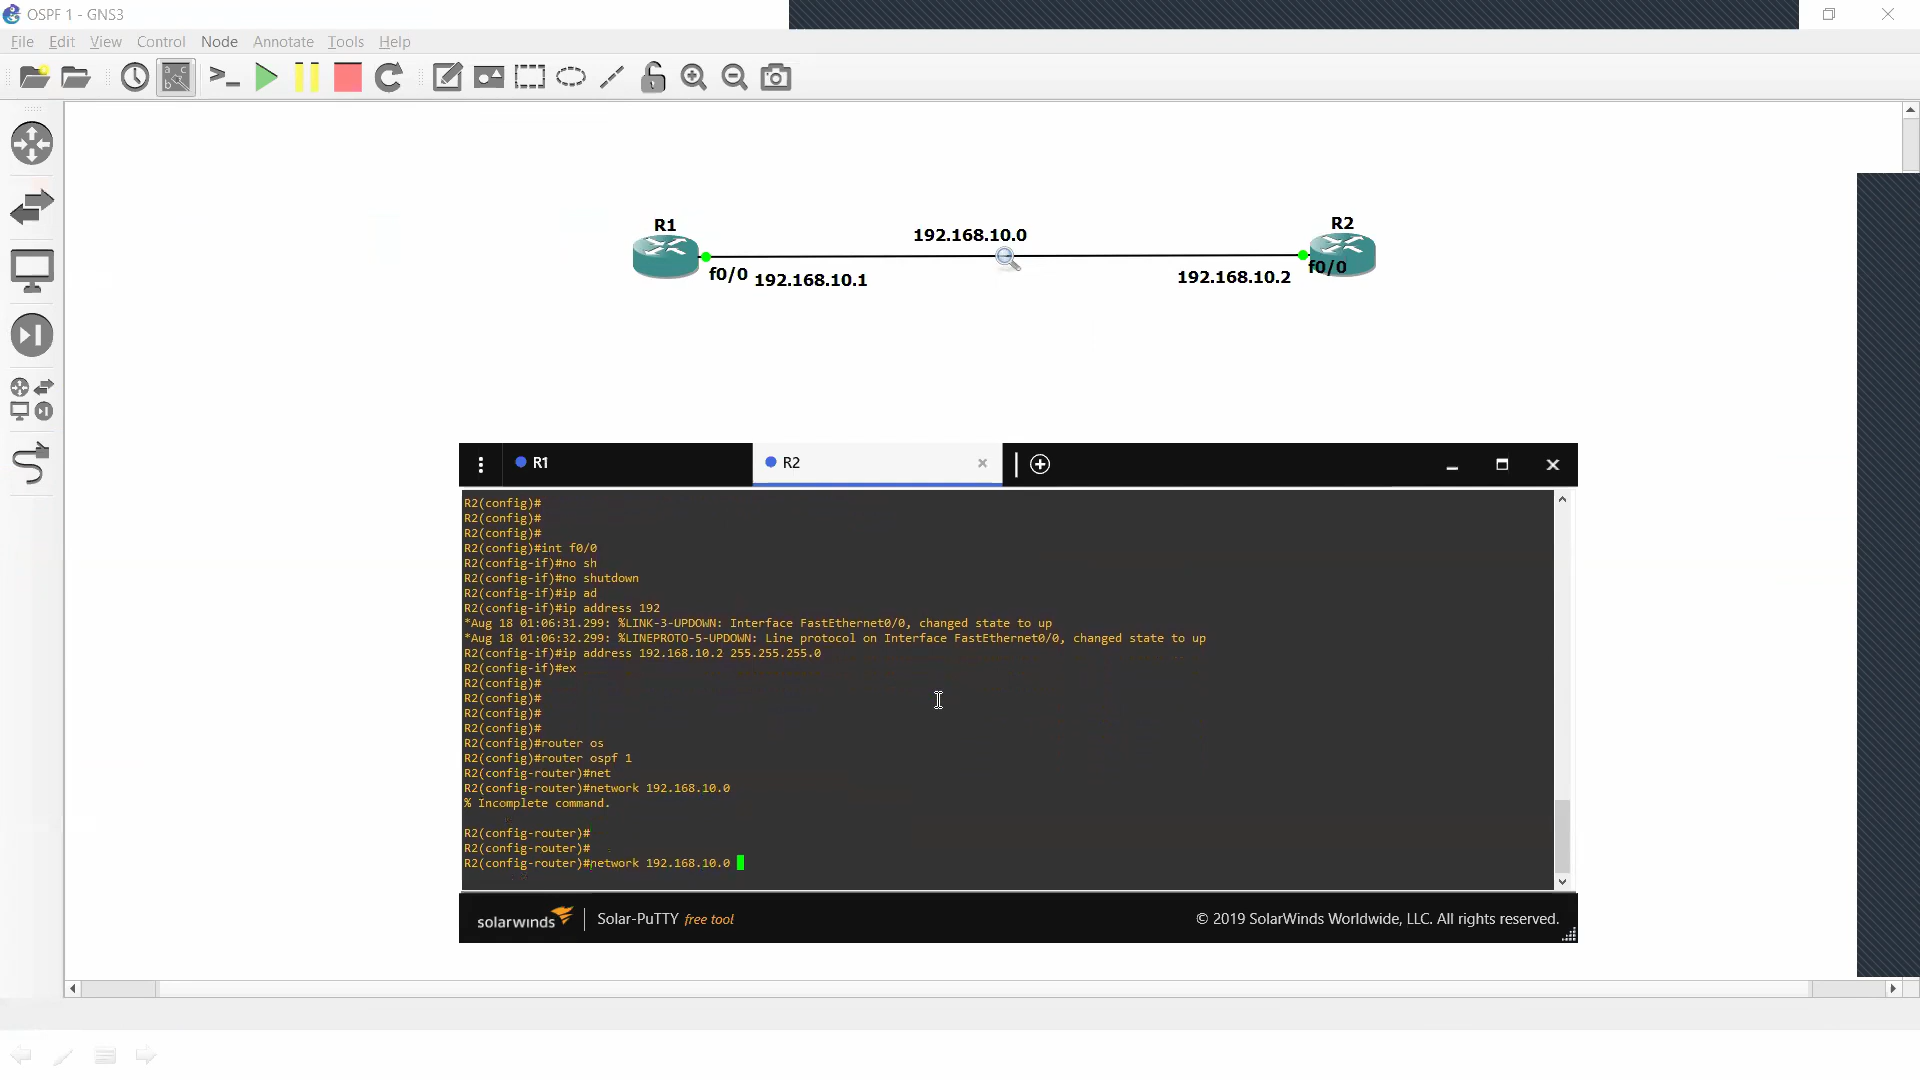 OSPF 1 - GNS3
File Edit View Control Node Annotate Tools Help
R1
192.168.10.0
R2
f0/0
192.168.10.1
192.168.10.2
f0/0
R1
R2
R2(config)#
R2(config)#
R2(config)#
R2(config)#int f0/0
R2(config-if)#no sh
R2(config-if)#no shutdown
R2(config-if)#ip ad
R2(config-if)#ip address 192
*Aug 18 01:06:31.299: %LINK-3-UPDOWN: Interface FastEthernet0/0, changed state to up
*Aug 18 01:06:32.299: %LINEPROTO-5-UPDOWN: Line protocol on Interface FastEthernet0/0, changed state to up
R2(config-if)#ip address 192.168.10.2 255.255.255.0
R2(config-if)#ex
R2(config)#
R2(config)#
R2(config)#
R2(config)#
R2(config)#router os
R2(config)#router ospf 1
R2(config-router)#net
R2(config-router)#network 192.168.10.0
% Incomplete command.
R2(config-router)#
R2(config-router)#
R2(config-router)#network 192.168.10.0
solarwinds Solar-PuTTY free tool
© 2019 SolarWinds Worldwide, LLC. All rights reserved.